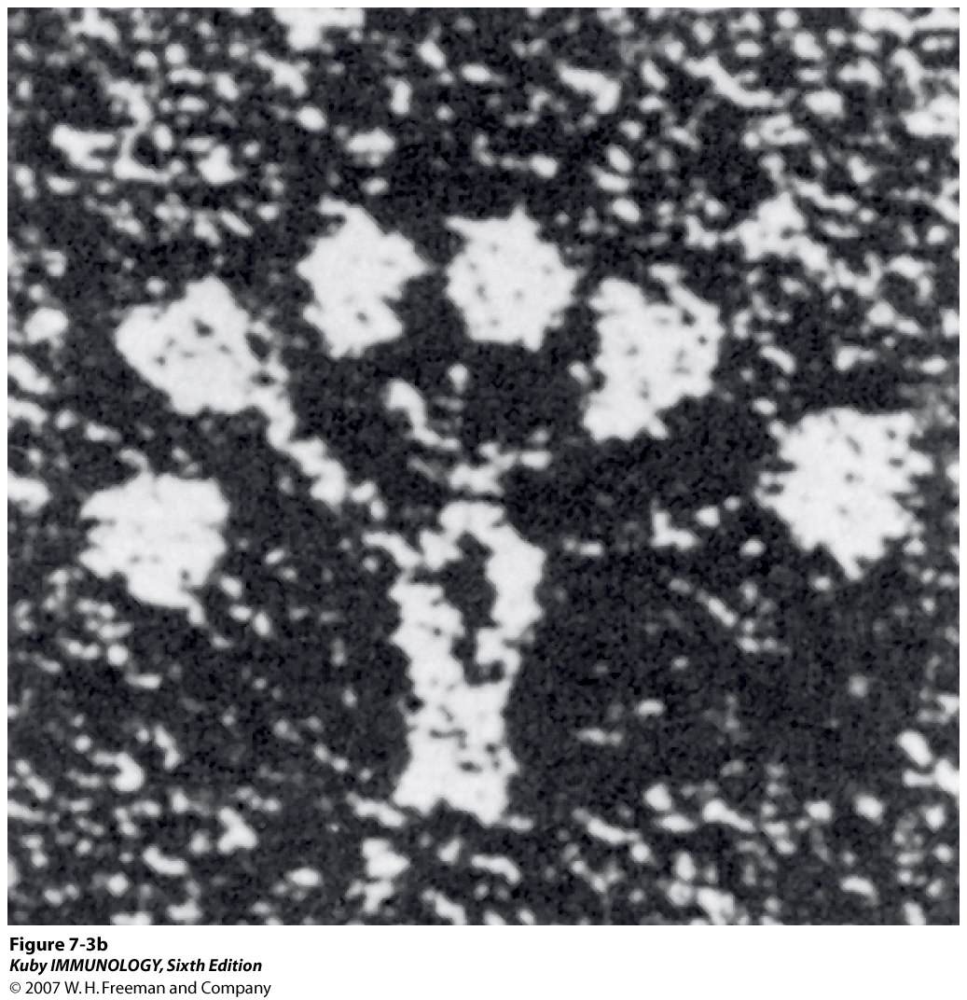 Figure 7-3b
Kuby IMMUNOLOGY, Sixth Edition
© 2007 W. H. Freeman and Company